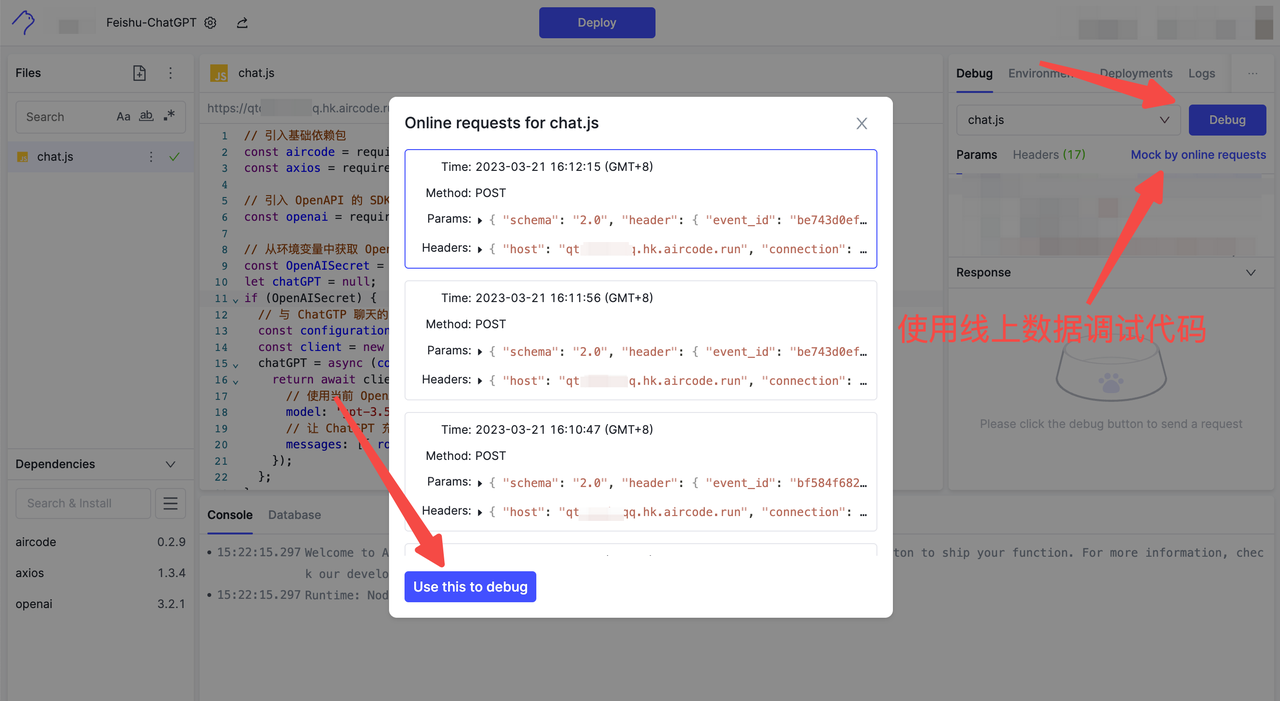 Feishu-ChatGPT
Deploy
Files
Search Aa ab .*
chat.js
Dependencies
Search & Install
aircode 0.2.9
axios 1.3.4
openai 3.2.1
JS chat.js
https://qtc q.hk.aircode.ru
1 // 引入基础依赖包
2 const aircode = requi
3 const axios = require
4
5 // 引入 OpenAPI 的 SDK
6 const openai = requir
7
8 // 从环境变量中获取 Open
9 const OpenAISecret =
10 let chatGPT = null;
11 if (OpenAISecret) {
12 // 与 ChatGTP 聊天的
13 const configuration
14 const client = new
15 chatGPT = async (co
16 return await clie
17 // 使用当前 Open
18 model: 'gpt-3.5
19 // 让 ChatGPT 充
20 messages: [{ ro
21 });
22 };
Console Database
15:22:15.297 Welcome to A ton to ship your function. For more information, chec
k our develo
15:22:15.297 Runtime: Nod
Online requests for chat.js
Time: 2023-03-21 16:12:15 (GMT+8)
Method: POST
Params: { "schema": "2.0", "header": { "event_id": "be743d0ef…
Headers: { "host": "qt q.hk.aircode.run", "connection": …
Time: 2023-03-21 16:11:56 (GMT+8)
Method: POST
Params: { "schema": "2.0", "header": { "event_id": "be743d0ef…
Headers: { "host": "qt q.hk.aircode.run", "connection": …
Time: 2023-03-21 16:10:47 (GMT+8)
Method: POST
Params: { "schema": "2.0", "header": { "event_id": "bf584f682…
Headers: { "host": "qt qq.hk.aircode.run", "connection": …
Use this to debug
Debug Environmen Deployments Logs ...
chat.js Debug
Params Headers (17) Mock by online requests
Response
使用线上数据调试代码
Please click the debug button to send a request